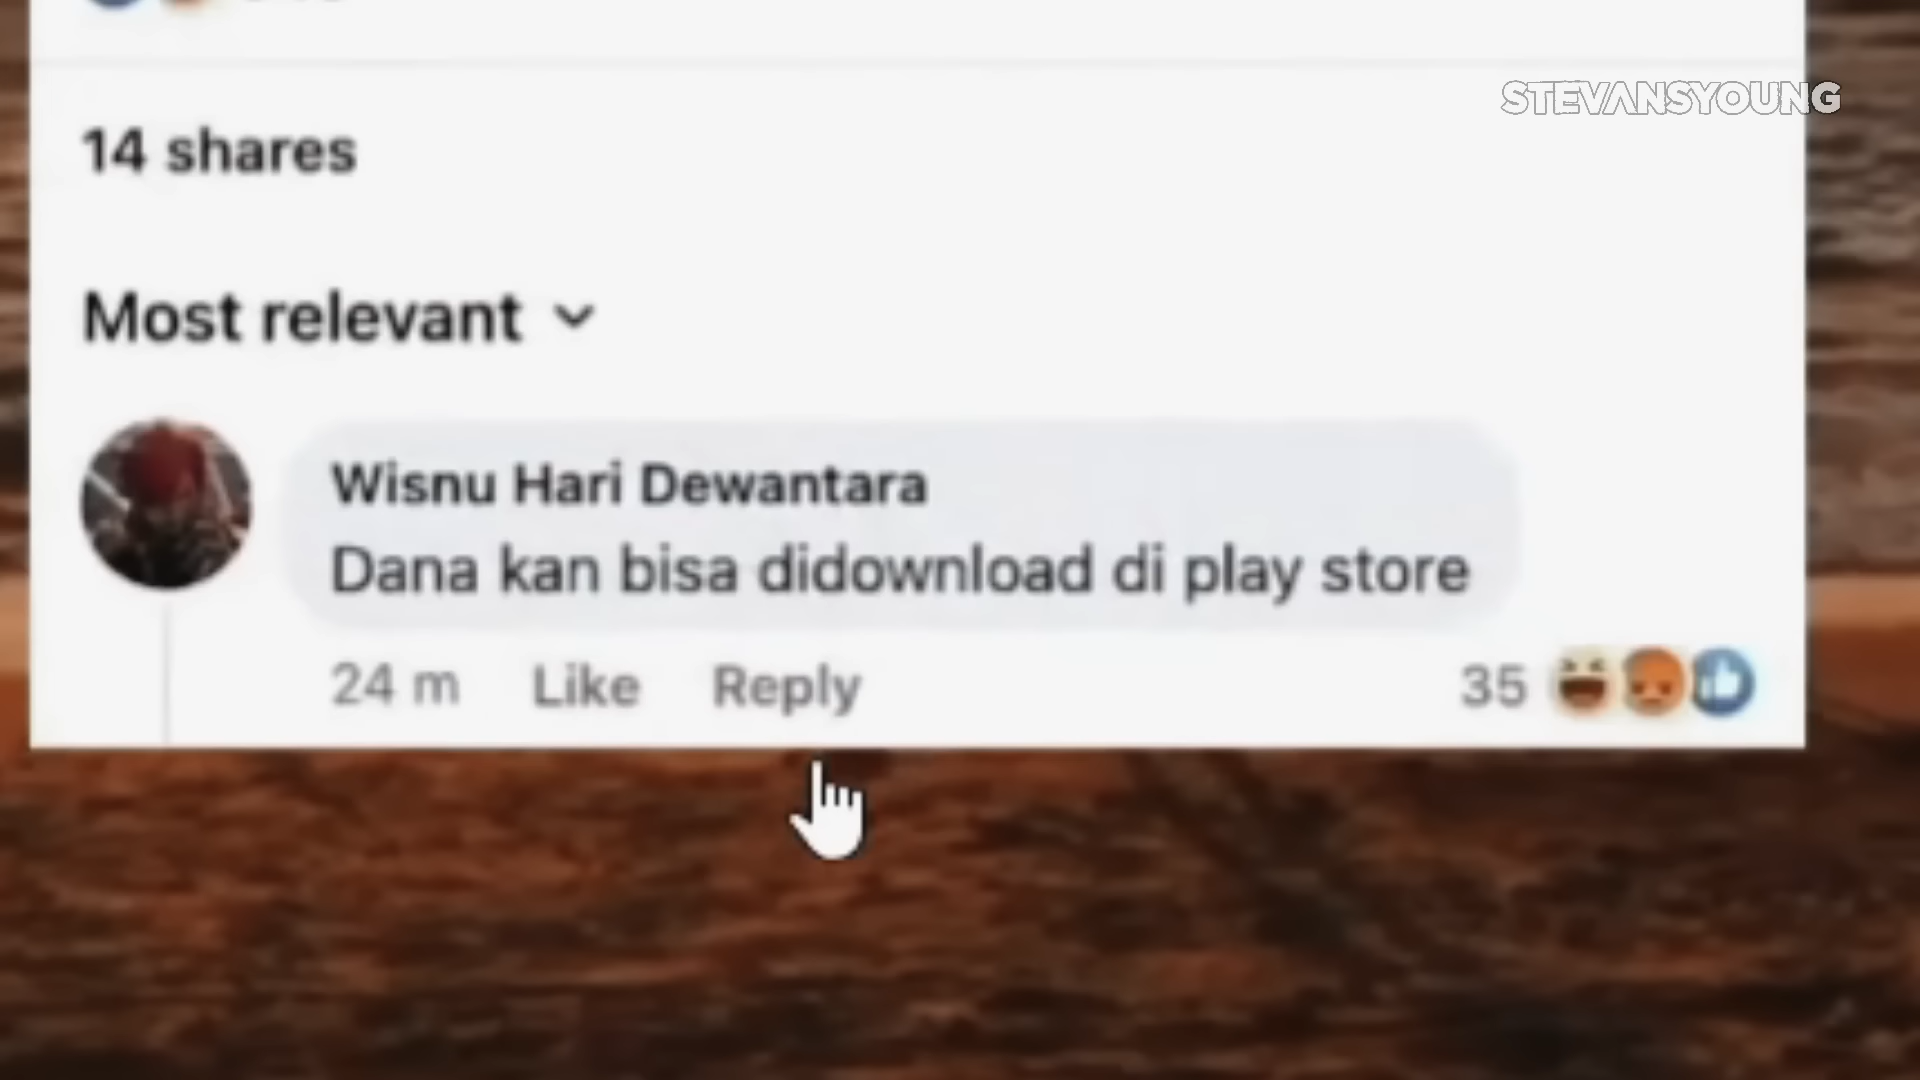 STEVANSYOUNG
14 shares
Most relevant
Wisnu Hari Dewantara
Dana kan bisa didownload di play store
24 m Like Reply 35